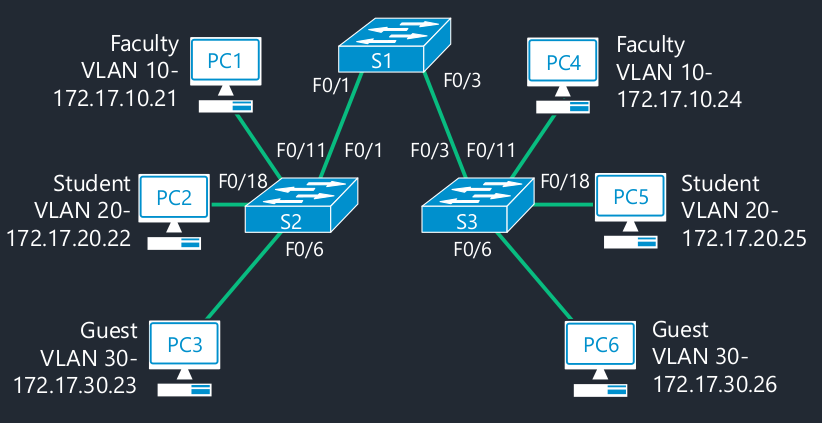 Faculty
VLAN 10-
172.17.10.21
PC1
S1
F0/1
F0/3
PC4
Faculty
VLAN 10-
172.17.10.24
F0/11
F0/1
F0/3
F0/11
Student
VLAN 20-
172.17.20.22
PC2
F0/18
S2
F0/6
S3
F0/6
F0/18
PC5
Student
VLAN 20-
172.17.20.25
Guest
VLAN 30-
172.17.30.23
PC3
PC6
Guest
VLAN 30-
172.17.30.26